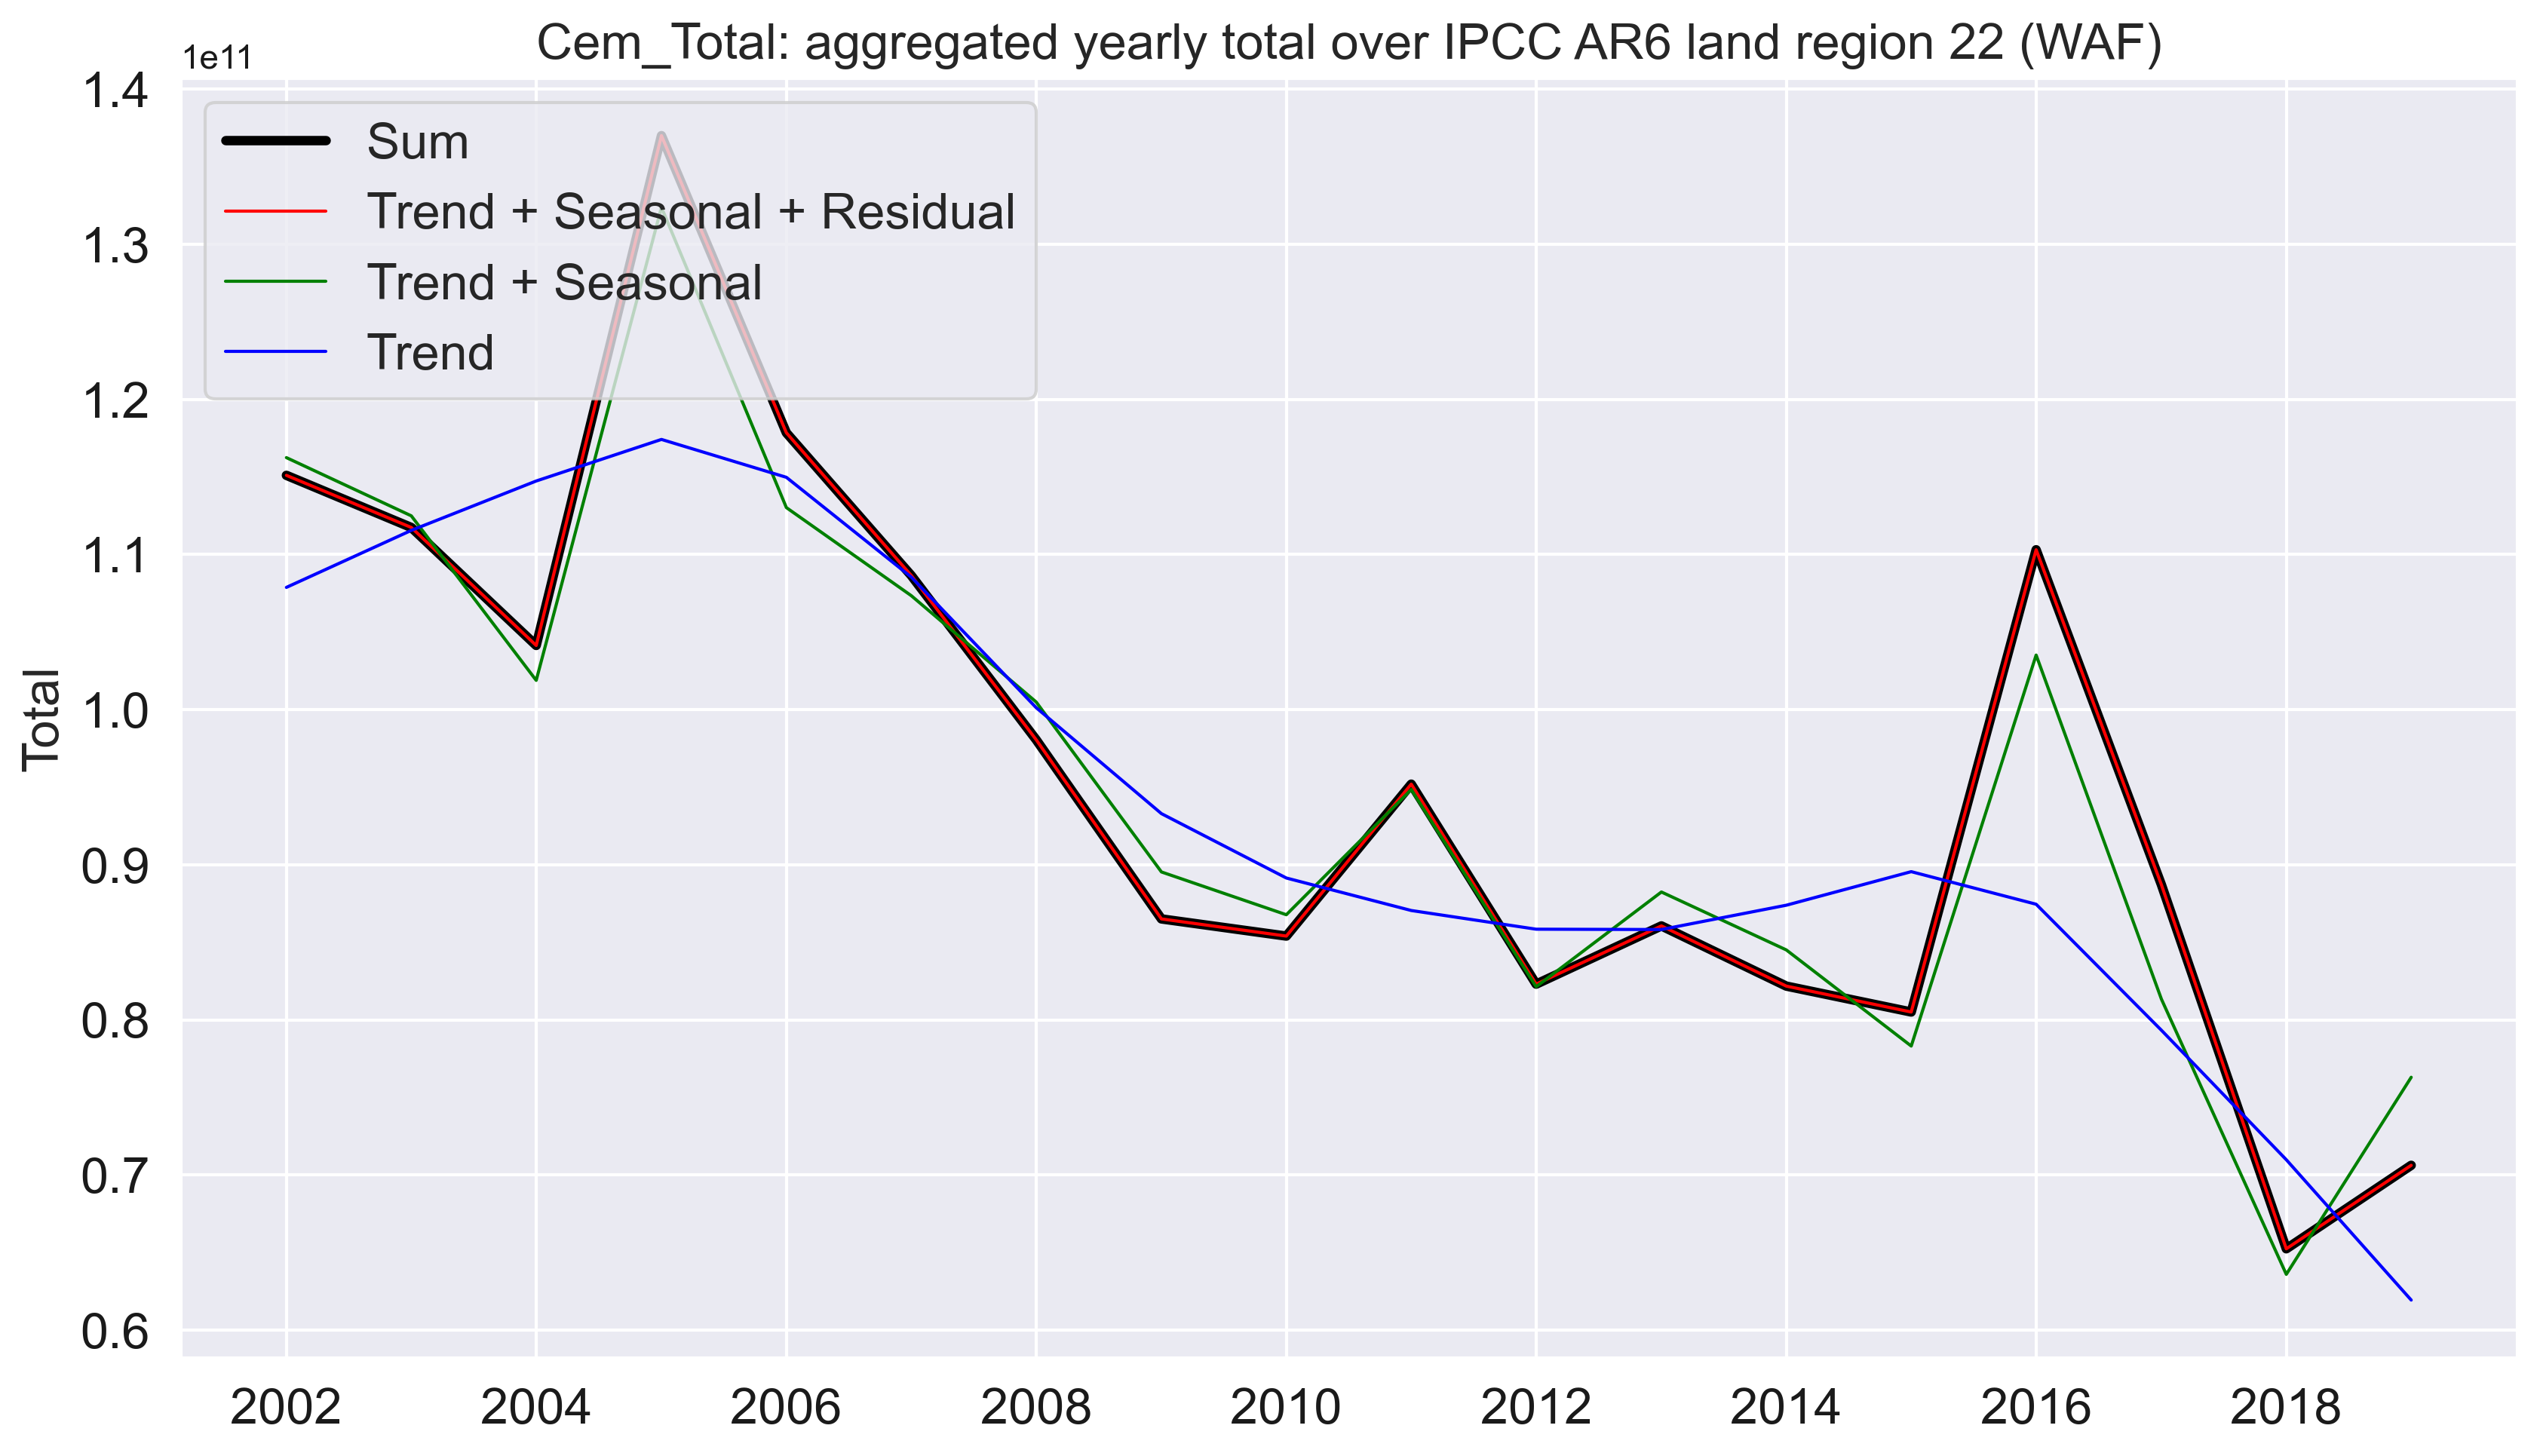 Cem_Total: aggregated yearly total over IPCC AR6 land region 22 (WAF)
1e11
1.4
1.3
1.2
1.1
1.0
0.9
0.8
0.7
0.6
Total
Sum
Trend + Seasonal + Residual
Trend + Seasonal
Trend
2002 2004 2006 2008 2010 2012 2014 2016 2018